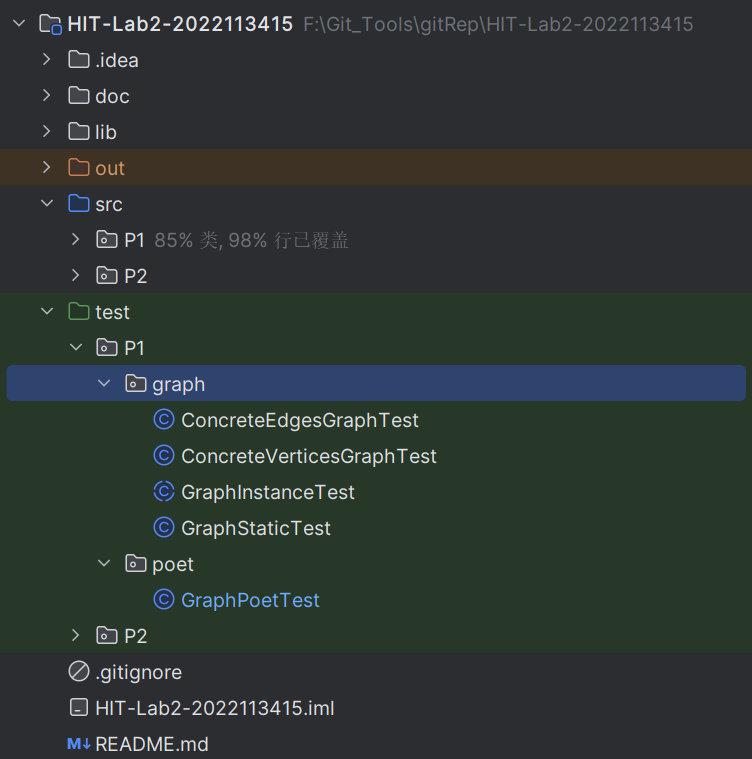 HIT-Lab2-2022113415 F:\Git_Tools\gitRep\HIT-Lab2-2022113415
.idea
doc
lib
out
src
P1 85% 类, 98% 行已覆盖
P2
test
P1
graph
ConcreteEdgesGraphTest
ConcreteVerticesGraphTest
GraphInstanceTest
GraphStaticTest
poet
GraphPoetTest
P2
.gitignore
HIT-Lab2-2022113415.iml
M↓ README.md